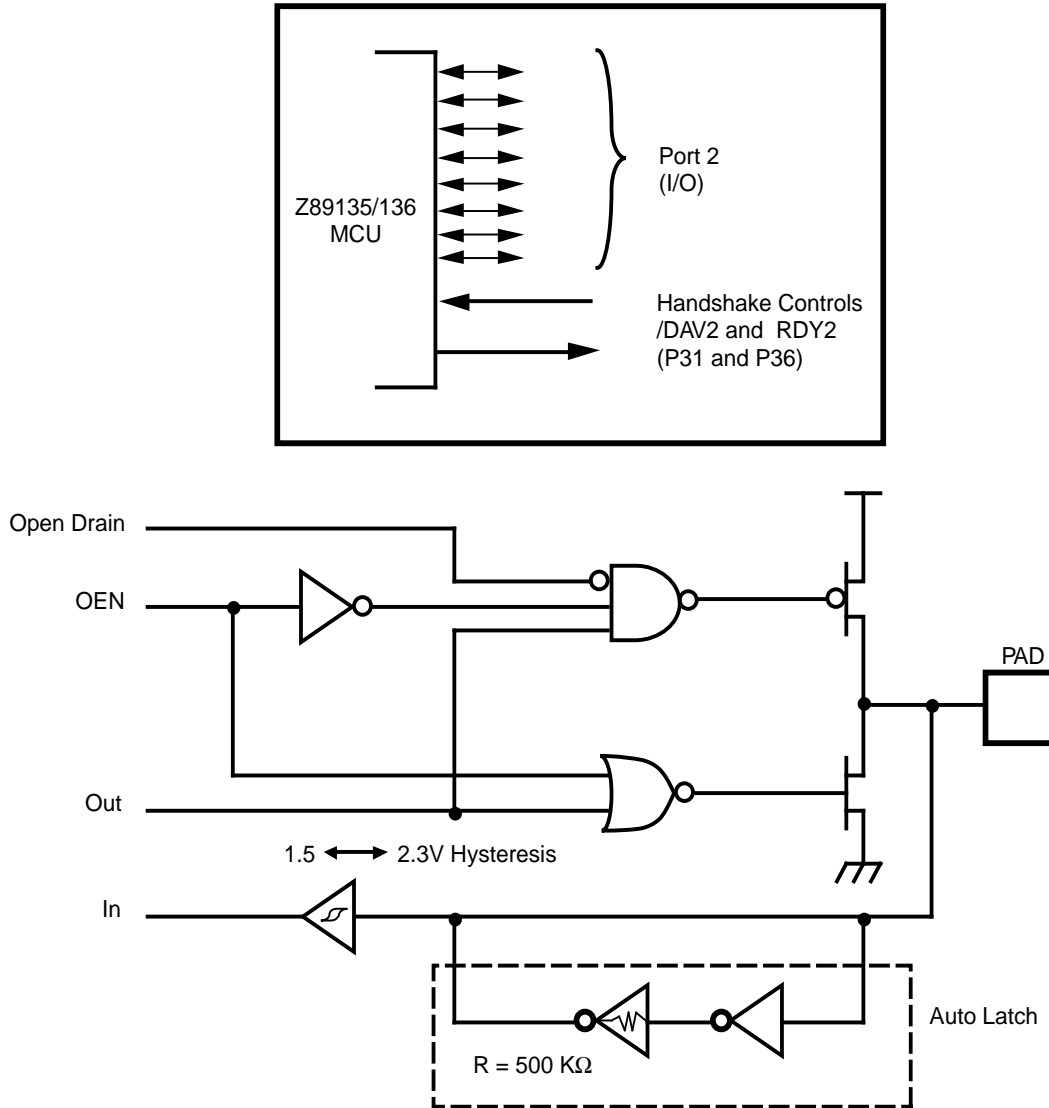 Z89135/136
MCU
Port 2
(I/O)
Handshake Controls
/DAV2 and RDY2
(P31 and P36)
Open Drain
OEN
PAD
Out
1.5 2.3V Hysteresis
In
Auto Latch
R = 500 KΩ